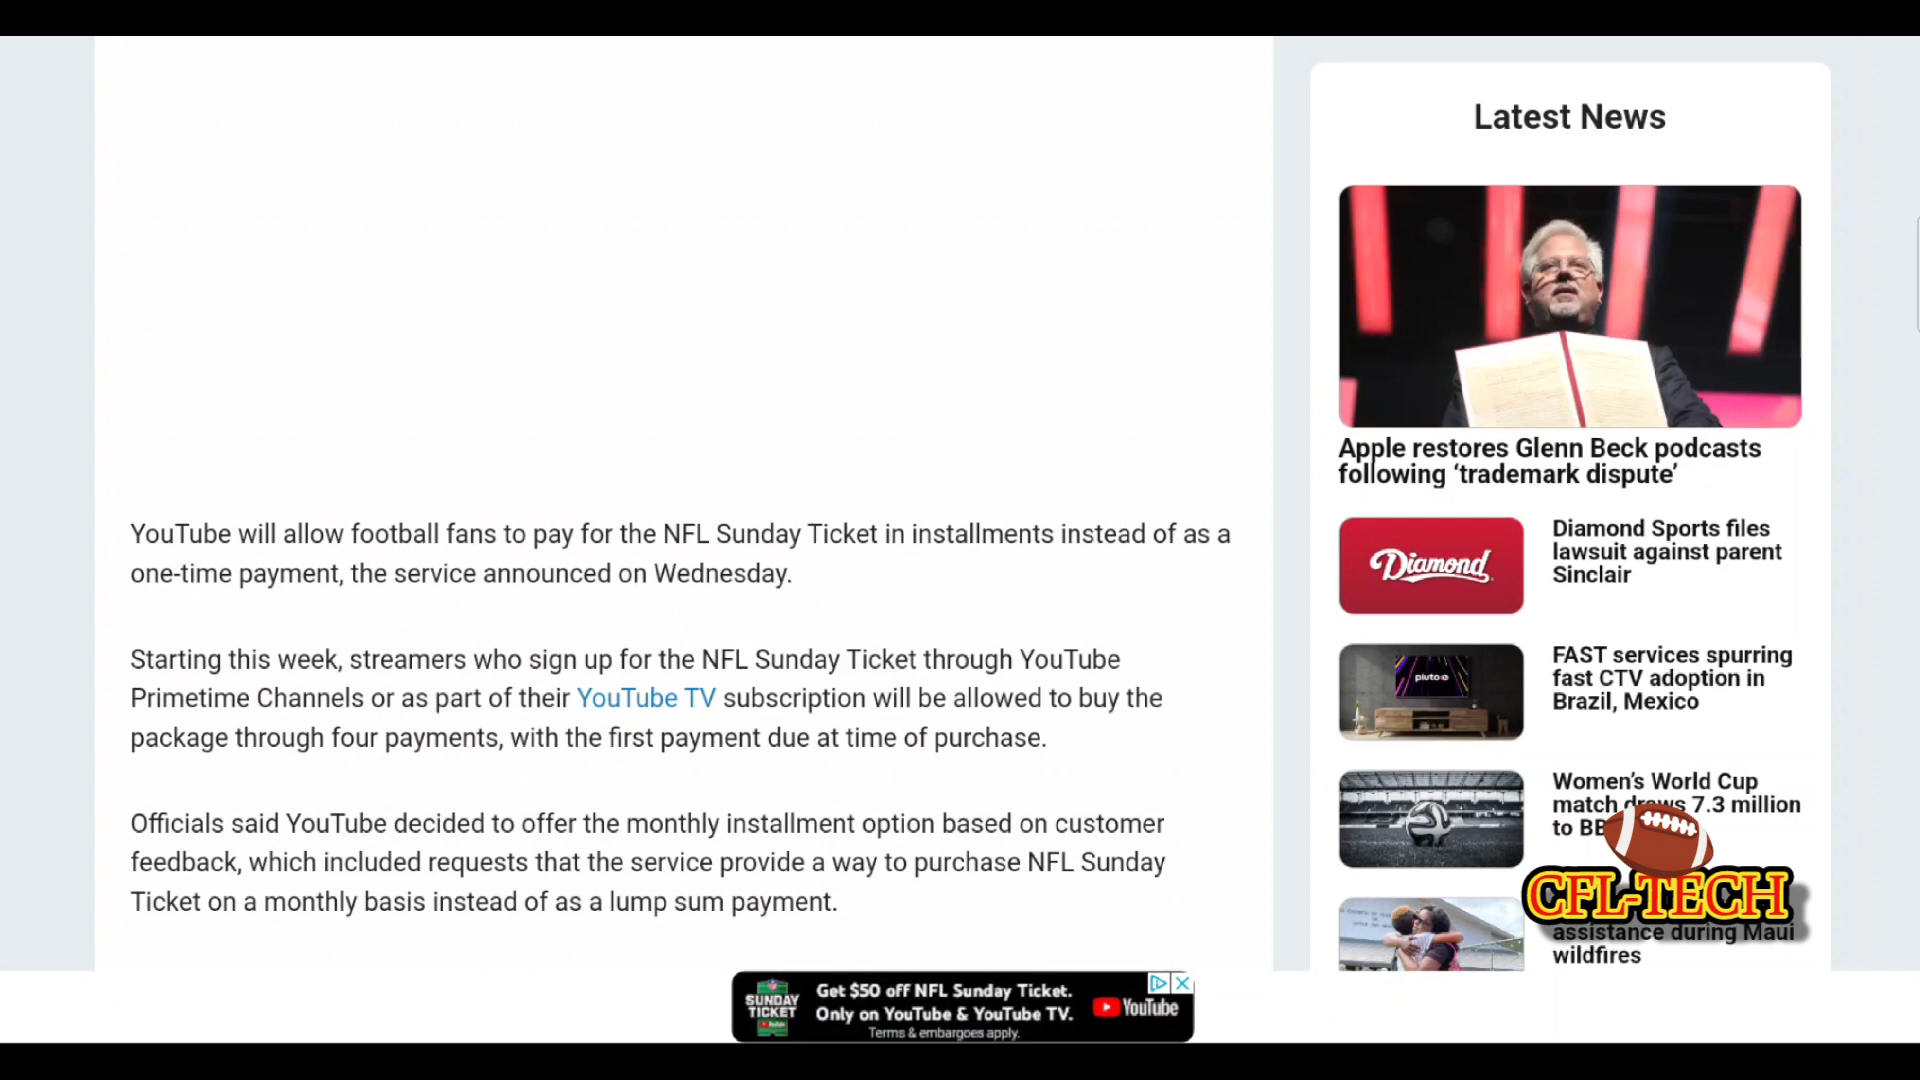 YouTube will allow football fans to pay for the NFL Sunday Ticket in installments instead of as a
one-time payment, the service announced on Wednesday.
Starting this week, streamers who sign up for the NFL Sunday Ticket through YouTube
Primetime Channels or as part of their YouTube TV subscription will be allowed to buy the
package through four payments, with the first payment due at time of purchase.
Officials said YouTube decided to offer the monthly installment option based on customer
feedback, which included requests that the service provide a way to purchase NFL Sunday
Ticket on a monthly basis instead of as a lump sum payment.
Latest News
Apple restores Glenn Beck podcasts
following ‘trademark dispute’
Diamond
Diamond Sports files
lawsuit against parent
Sinclair
pluto
FAST services spurring
fast CTV adoption in
Brazil, Mexico
Women’s World Cup
match draws 7.3 million
to
CFL-TECH
assistance during Maui
wildfires
SUNDAY
TICKET
Get $50 off NFL Sunday Ticket.
Only on YouTube & YouTube TV.
Terms & embargoes apply.
YouTube